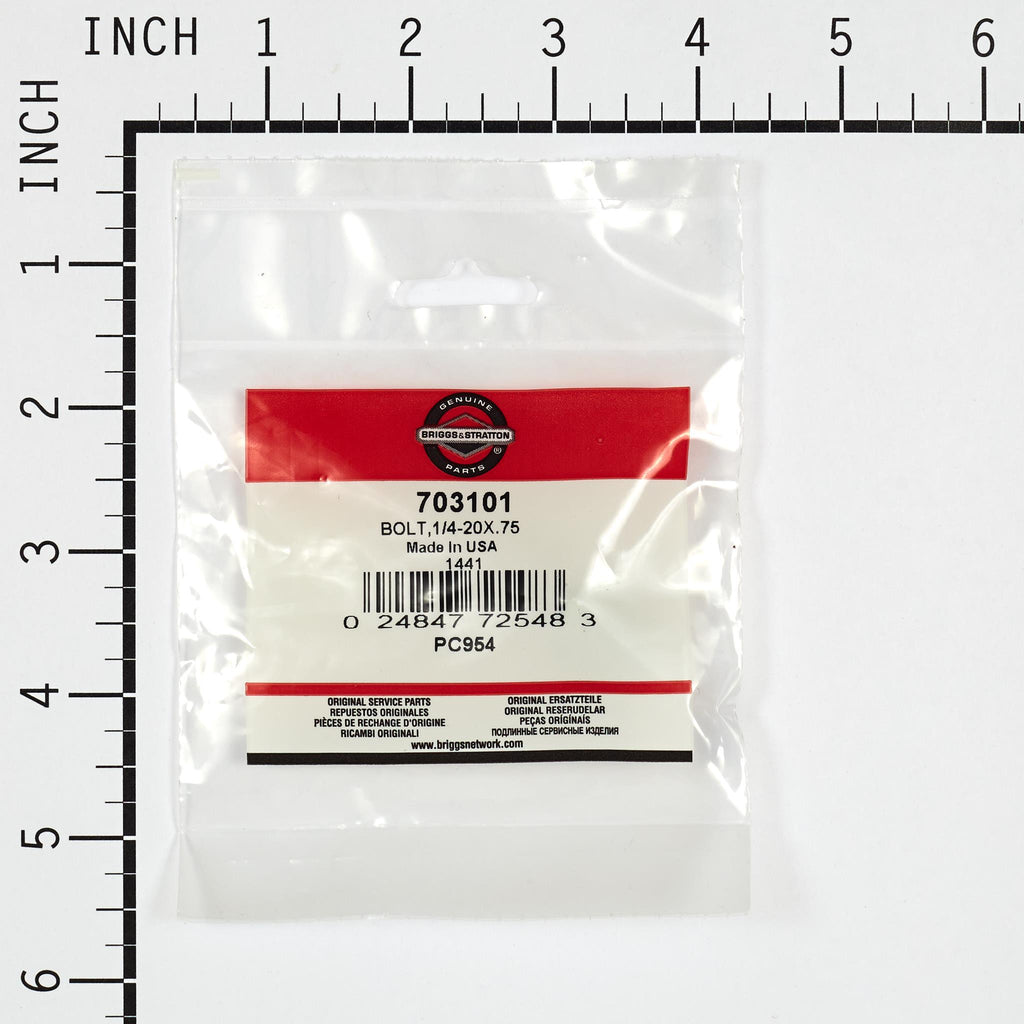 INCH 1 2 3 4 5 6
INCH
1
2
3
4
5
6
GENUINE
BRIGGS&STRATTON
®
PARTS
703101
BOLT,1/4-20X.75
Made In USA
1441
0 24847 72548 3
PC954
ORIGINAL SERVICE PARTS
REPUESTOS ORIGINALES
PIÈCES DE RECHANGE D'ORIGINE
RICAMBI ORIGINALI
ORIGINAL ERSATZTEILE
ORIGINAL RESERUDELAR
PEÇAS ORÍGÍNAÍS
ПОДЛИННЫЕ СЕРВИСНЫЕ ИЗДЕЛИЯ
www.briggsnetwork.com